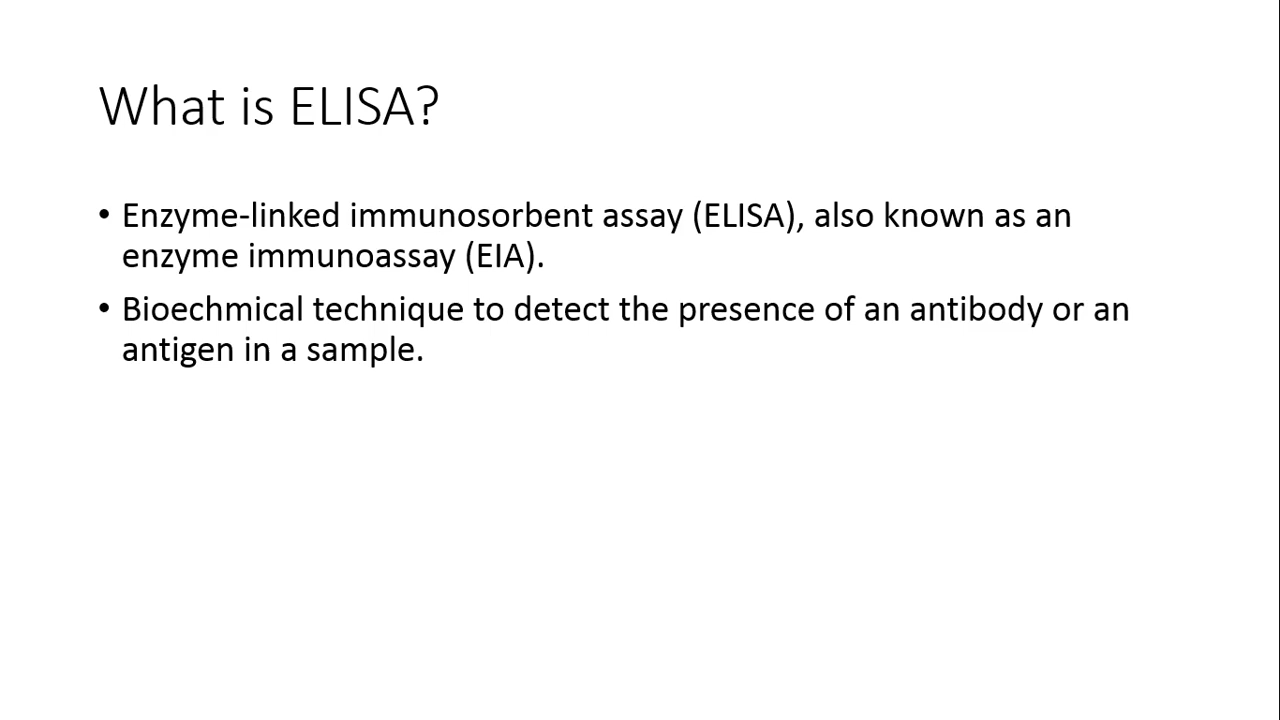 What is ELISA?
• Enzyme-linked immunosorbent assay (ELISA), also known as an
enzyme immunoassay (EIA).
• Bioechmical technique to detect the presence of an antibody or an
antigen in a sample.